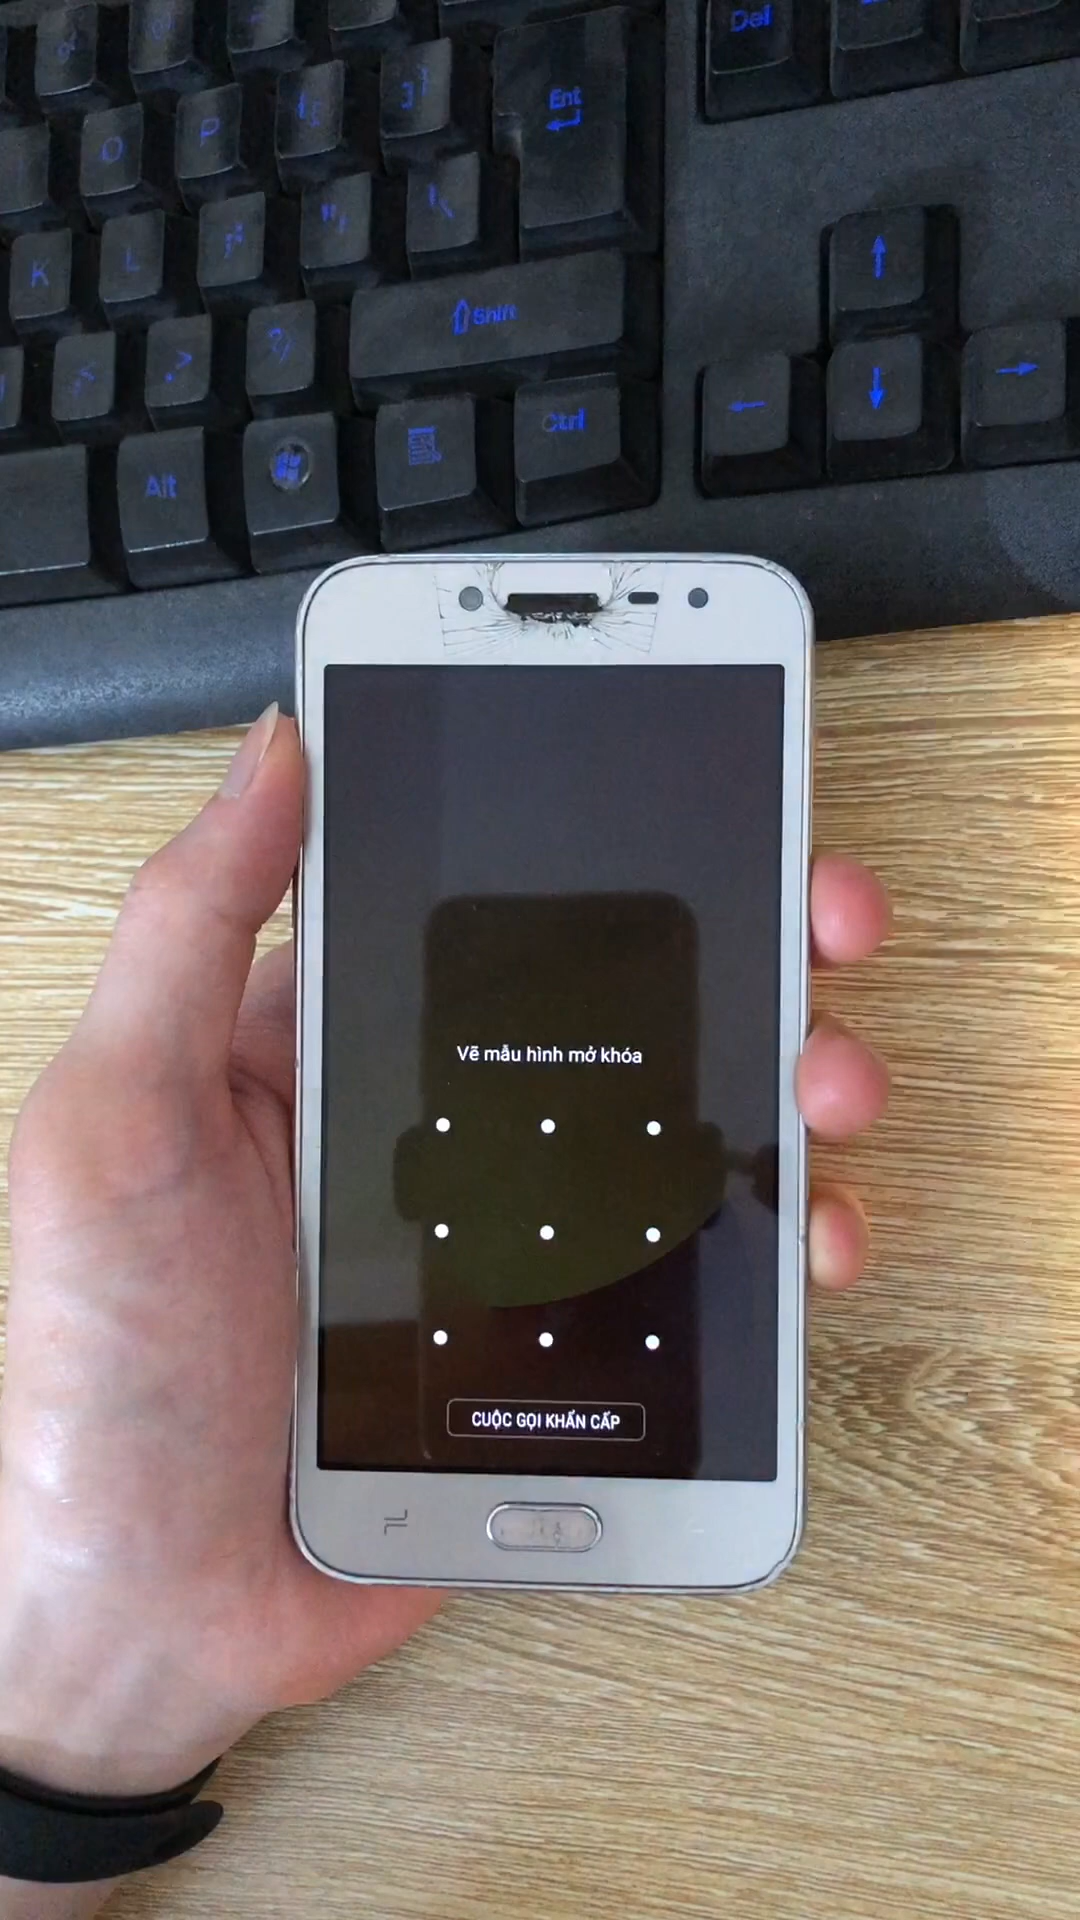 Del
O
P
Ent
K
L
Shift
Alt
Ctrl
Vẽ mẫu hình mở khóa
CUỘC GỌI KHẨN CẤP